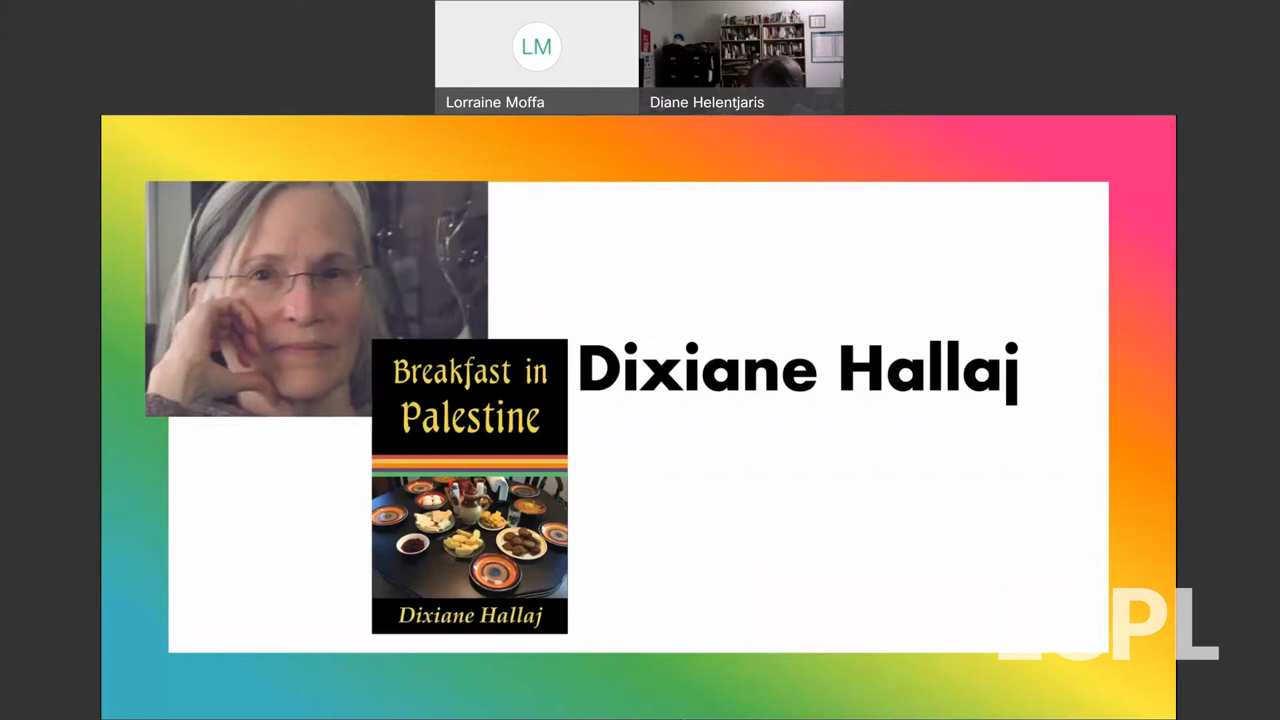 LM
Lorraine Moffa
Diane Helentjaris
Dixiane Hallaj
Breakfast in
Palestine
Dixiane Hallaj
LCPL